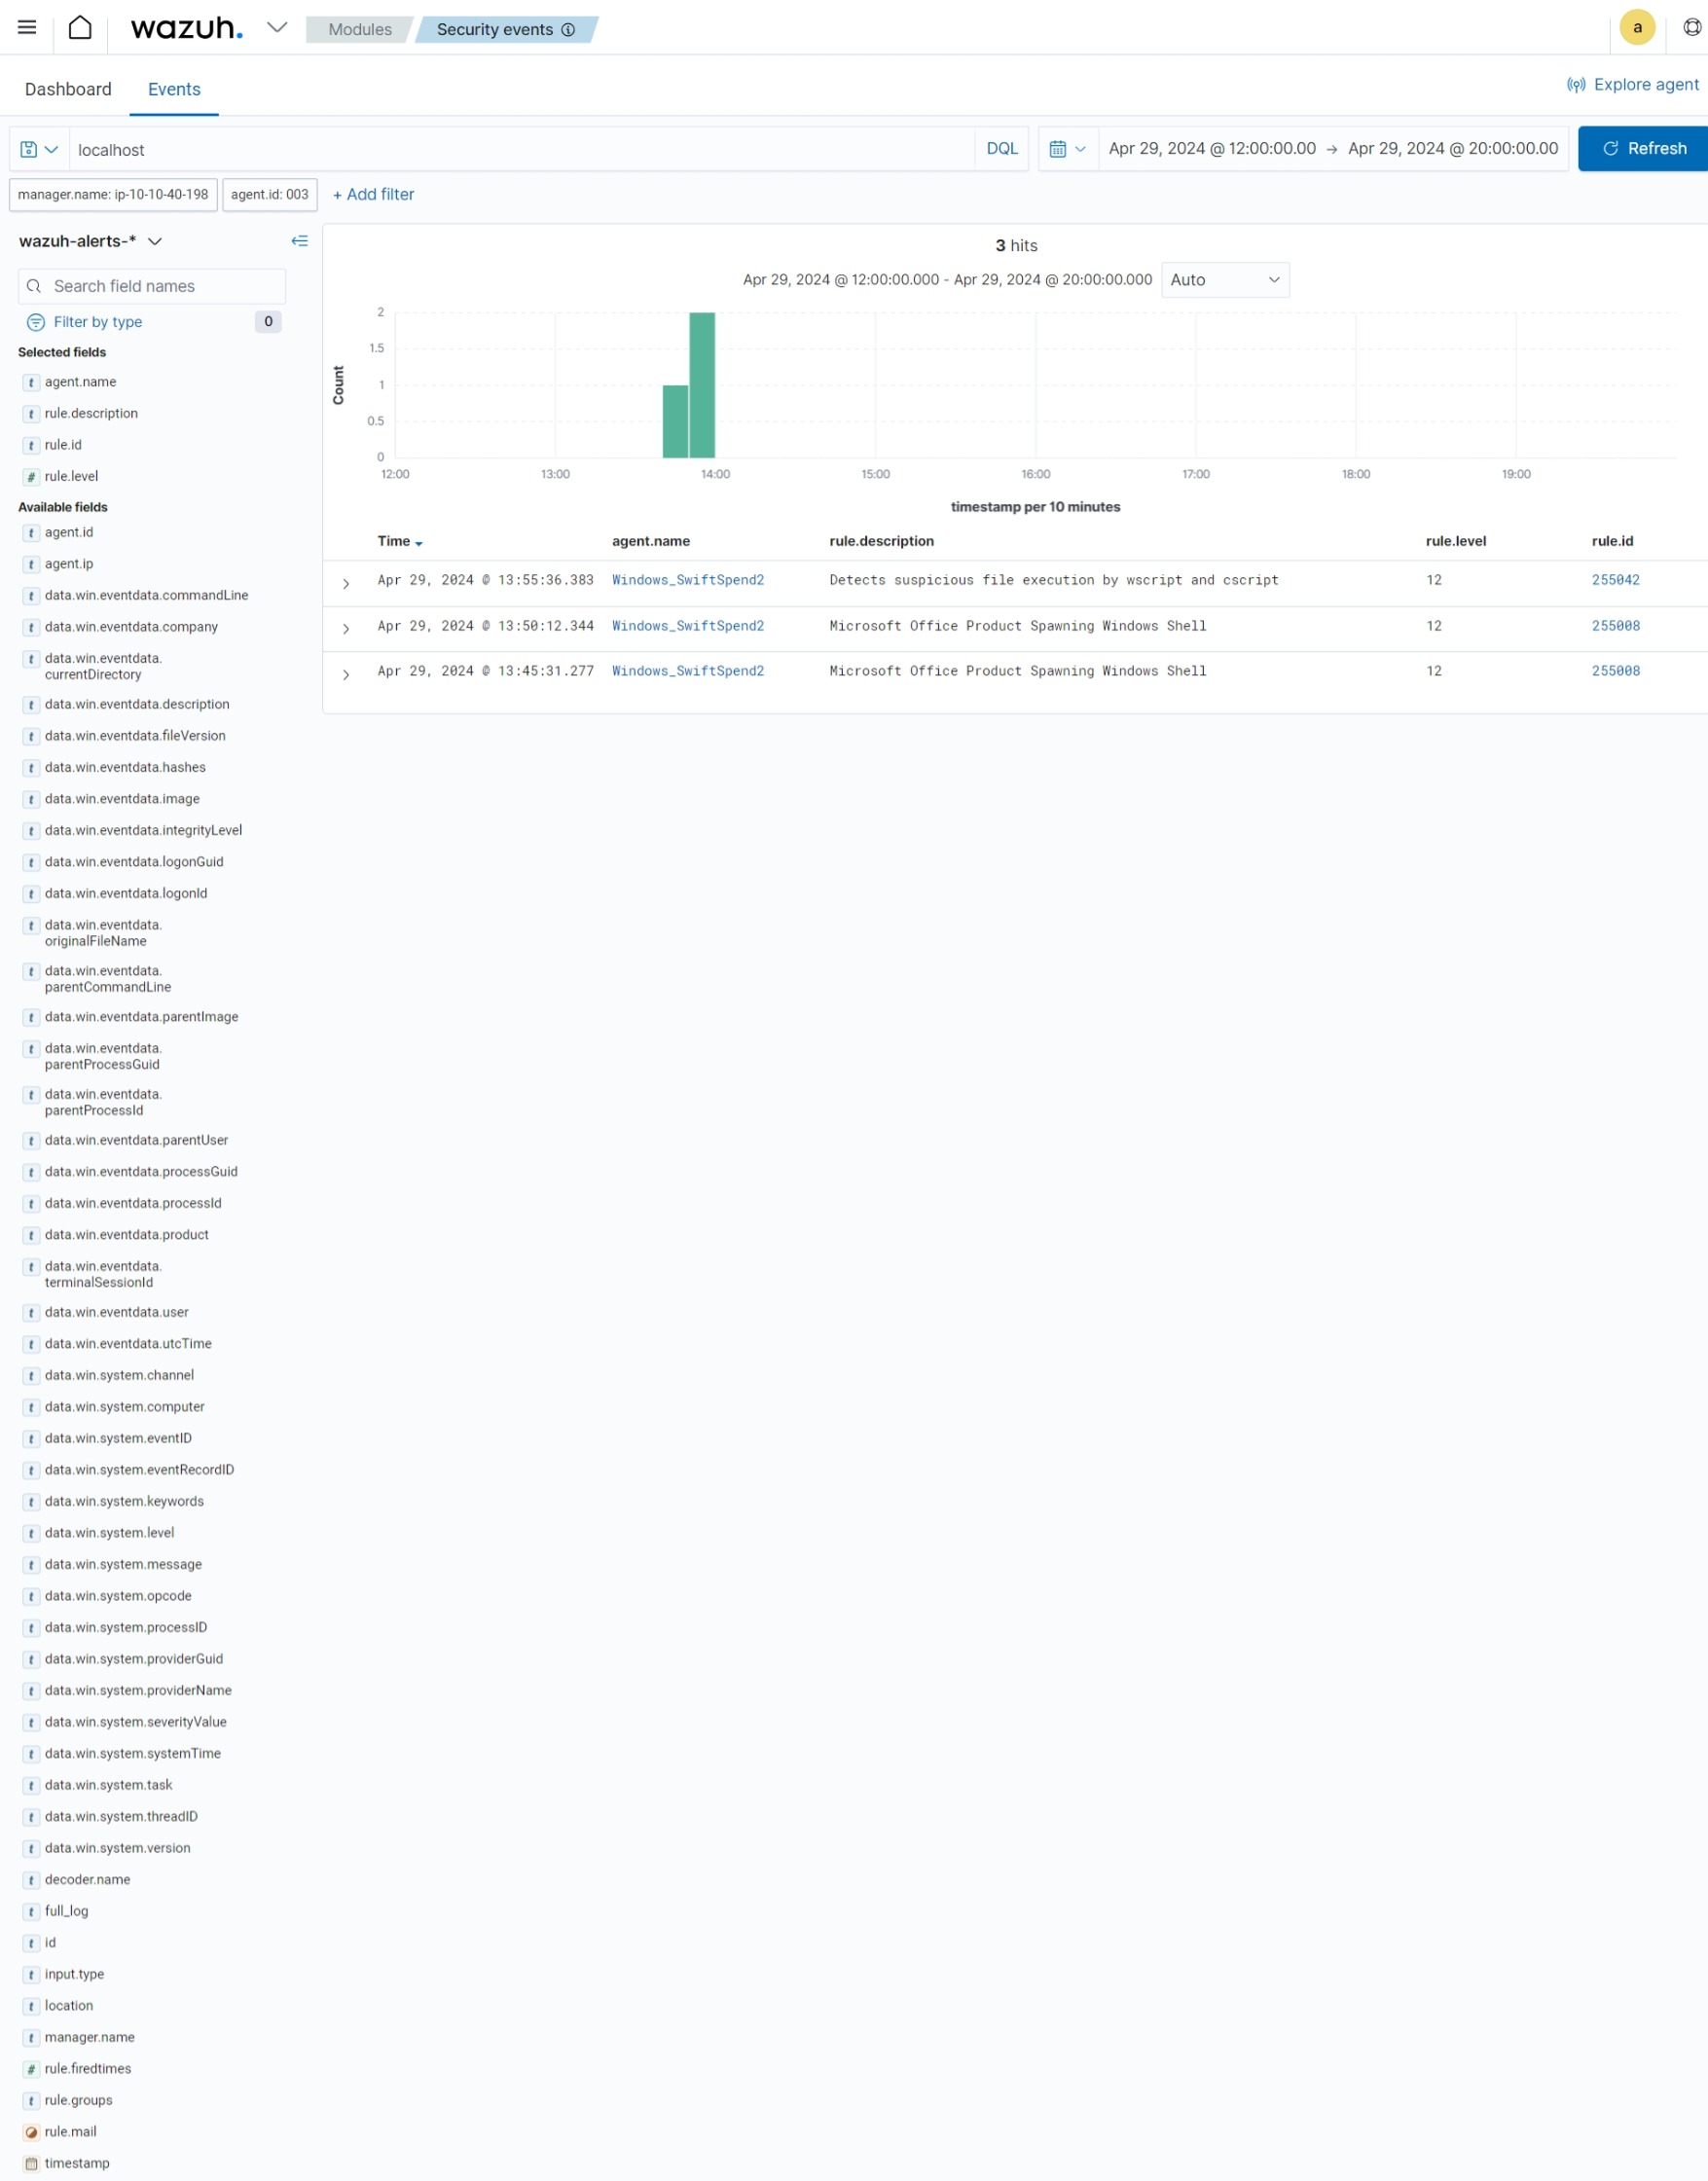 wazuh.
Modules
Security events
a
Dashboard
Events
Explore agent
localhost
DQL
Apr 29, 2024 @ 12:00:00.00 → Apr 29, 2024 @ 20:00:00.00
Refresh
manager.name: ip-10-10-40-198
agent.id: 003
+ Add filter
wazuh-alerts-*
Search field names
Filter by type
0
Selected fields
t agent.name
t rule.description
t rule.id
# rule.level
Available fields
t agent.id
t agent.ip
t data.win.eventdata.commandLine
t data.win.eventdata.company
t data.win.eventdata.
currentDirectory
t data.win.eventdata.description
t data.win.eventdata.fileVersion
t data.win.eventdata.hashes
t data.win.eventdata.image
t data.win.eventdata.integrityLevel
t data.win.eventdata.logonGuid
t data.win.eventdata.logonId
t data.win.eventdata.
originalFileName
t data.win.eventdata.
parentCommandLine
t data.win.eventdata.parentImage
t data.win.eventdata.
parentProcessGuid
t data.win.eventdata.
parentProcessId
t data.win.eventdata.parentUser
t data.win.eventdata.processGuid
t data.win.eventdata.processId
t data.win.eventdata.product
t data.win.eventdata.
terminalSessionId
t data.win.eventdata.user
t data.win.eventdata.utcTime
t data.win.system.channel
t data.win.system.computer
t data.win.system.eventID
t data.win.system.eventRecordID
t data.win.system.keywords
t data.win.system.level
t data.win.system.message
t data.win.system.opcode
t data.win.system.processID
t data.win.system.providerGuid
t data.win.system.providerName
t data.win.system.severityValue
t data.win.system.systemTime
t data.win.system.task
t data.win.system.threadID
t data.win.system.version
t decoder.name
t full_log
t id
t input.type
t location
t manager.name
# rule.firedtimes
t rule.groups
rule.mail
timestamp
3 hits
Apr 29, 2024 @ 12:00:00.000 - Apr 29, 2024 @ 20:00:00.000
Auto
Count
2
1.5
1
0.5
0
12:00 13:00 14:00 15:00 16:00 17:00 18:00 19:00
timestamp per 10 minutes
Time agent.name rule.description rule.level rule.id
Apr 29, 2024 @ 13:55:36.383 Windows_SwiftSpend2 Detects suspicious file execution by wscript and cscript 12 255042
Apr 29, 2024 @ 13:50:12.344 Windows_SwiftSpend2 Microsoft Office Product Spawning Windows Shell 12 255008
Apr 29, 2024 @ 13:45:31.277 Windows_SwiftSpend2 Microsoft Office Product Spawning Windows Shell 12 255008